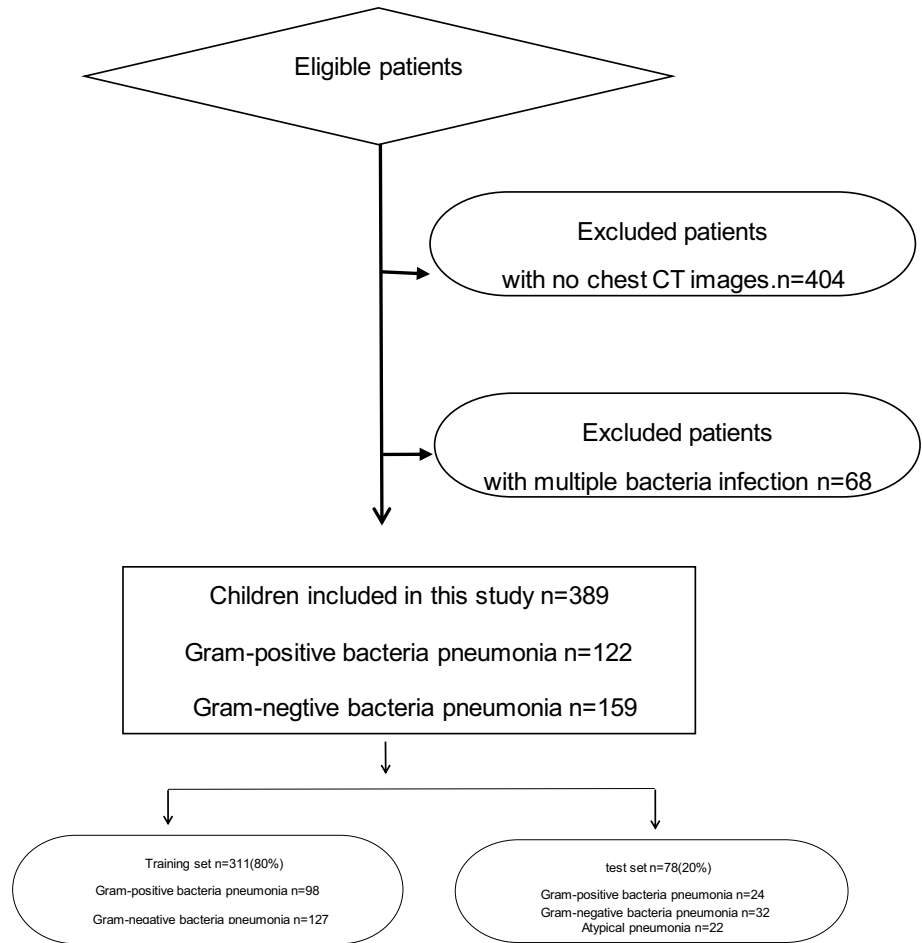 Eligible patients
Excluded patients
with no chest CT images.n=404
Excluded patients
with multiple bacteria infection n=68
Children included in this study n=389
Gram-positive bacteria pneumonia n=122
Gram-negtive bacteria pneumonia n=159
Training set n=311(80%)
Gram-positive bacteria pneumonia n=98
Gram-negative bacteria pneumonia n=127
test set n=78(20%)
Gram-positive bacteria pneumonia n=24
Gram-negative bacteria pneumonia n=32
Atypical pneumonia n=22